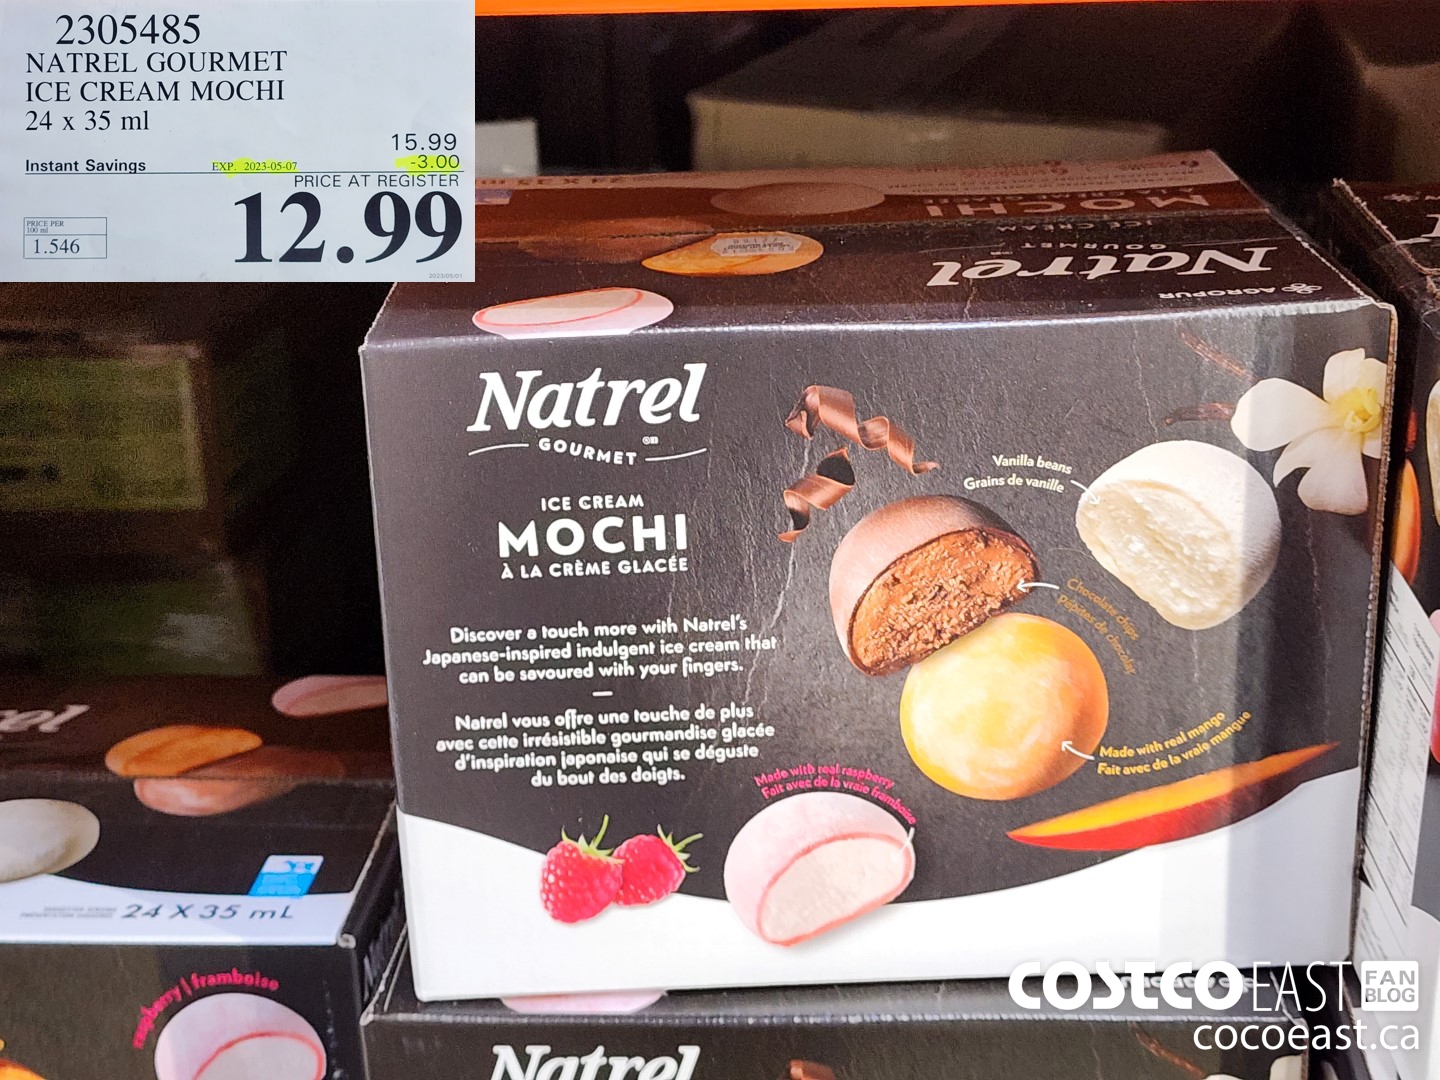 2305485
NATREL GOURMET
ICE CREAM MOCHI
24 x 35 ml
15.99
Instant Savings EXP. 2023-05-07 -3.00
PRICE AT REGISTER
12.99
PRICE PER
100 ml
1.546
2023/05/01
MOCHI
ICE CREAM
GOURMET
Natrel
AGROPUR
Natrel
GOURMET
ICE CREAM
MOCHI
À LA CRÈME GLACÉE
Discover a touch more with Natrel's
Japanese-inspired indulgent ice cream that
can be savoured with your fingers.
Natrel vous offre une touche de plus
avec cette irrésistible gourmandise glacée
d'inspiration japonaise qui se déguste
du bout des doigts.
Vanilla beans
Grains de vanille
Chocolate chips
Pépites de chocolat
Made with real mango
Fait avec de la vraie mangue
Made with real raspberry
Fait avec de la vraie framboise
24 X 35 mL
raspberry | framboise
Natrel
COSTCO EAST FAN BLOG
cocoeast.ca